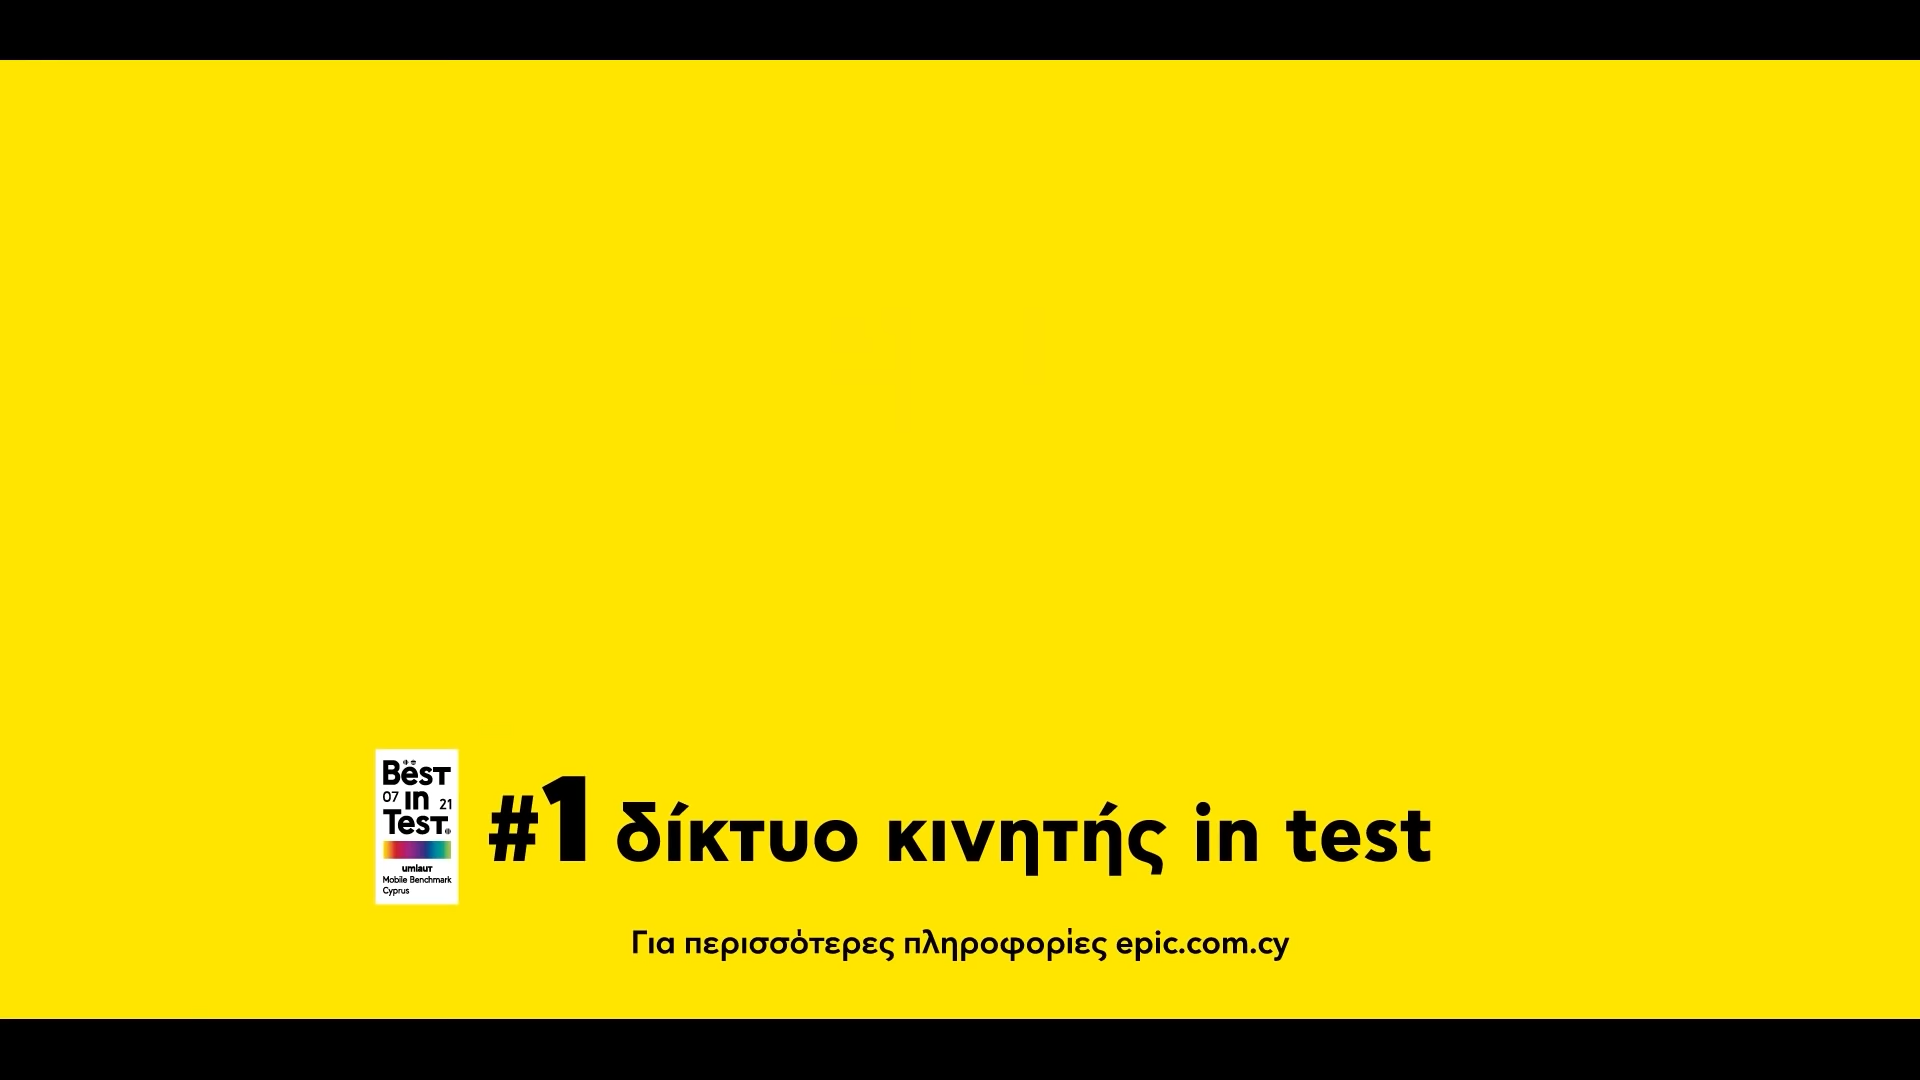 Best
07 in 21
Test
umlaut
Mobile Benchmark
Cyprus
#1 δίκτυο κινητής in test
Για περισσότερες πληροφορίες epic.com.cy